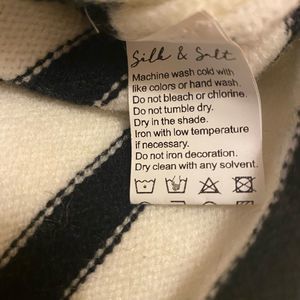 Silk & Salt
Machine wash cold with
like colors or hand wash.
Do not bleach or chlorine.
Do not tumble dry.
Dry in the shade.
Iron with low temperature
if necessary.
Do not iron decoration.
Dry clean with any solvent.